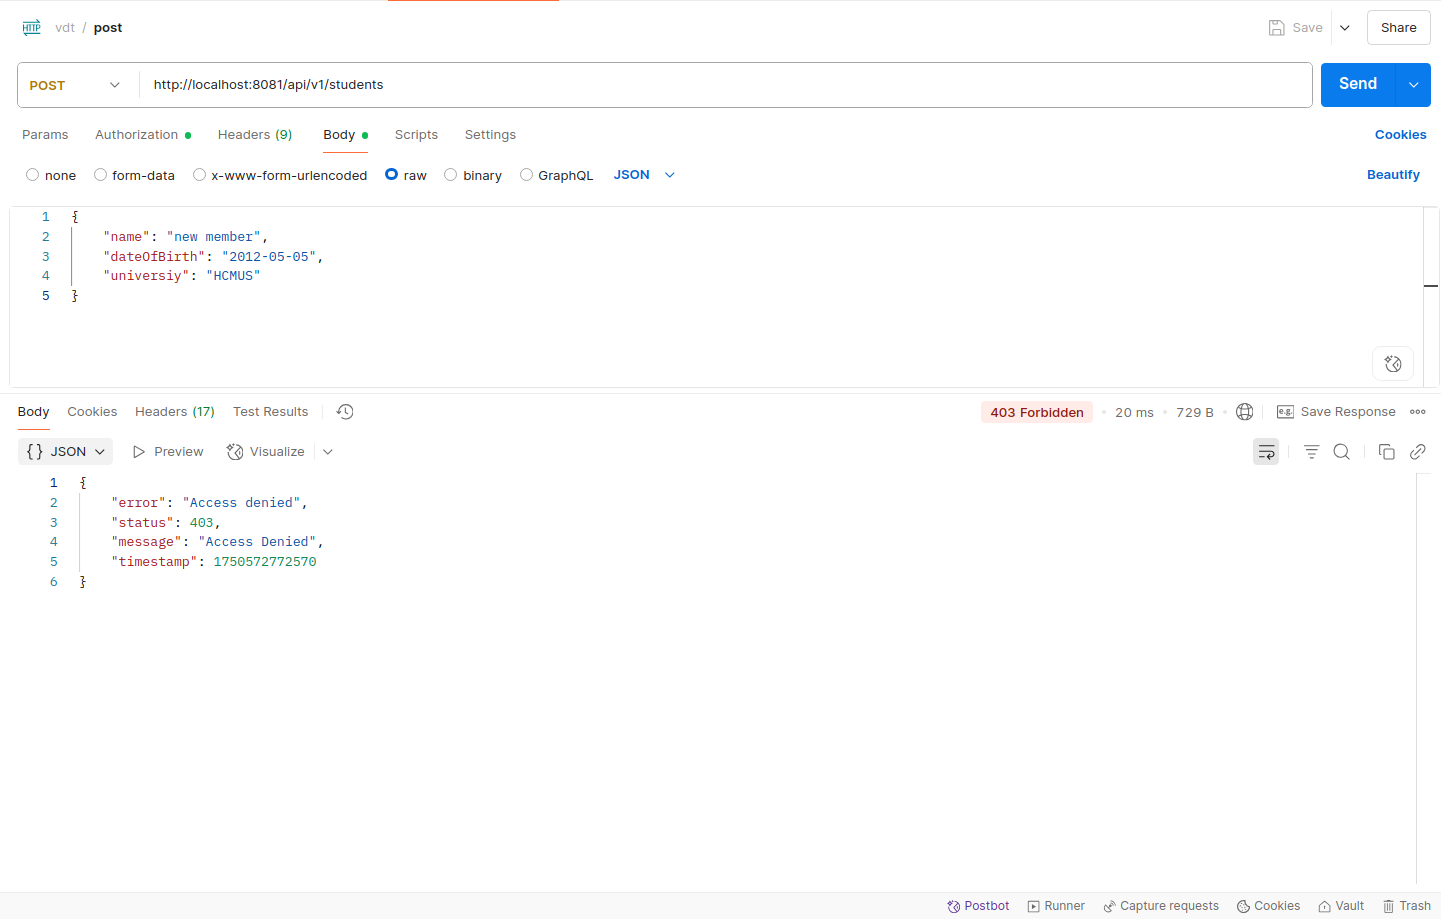 HTTP vdt / post Save Share
POST http://localhost:8081/api/v1/students Send
Params Authorization Headers (9) Body Scripts Settings Cookies
none form-data x-www-form-urlencoded raw binary GraphQL JSON Beautify
1 {
2 "name": "new member",
3 "dateOfBirth": "2012-05-05",
4 "universiy": "HCMUS"
5 }
Body Cookies Headers (17) Test Results 403 Forbidden 20 ms 729 B e.g. Save Response
{} JSON Preview Visualize
1 {
2 "error": "Access denied",
3 "status": 403,
4 "message": "Access Denied",
5 "timestamp": 1750572772570
6 }
Postbot Runner Capture requests Cookies Vault Trash